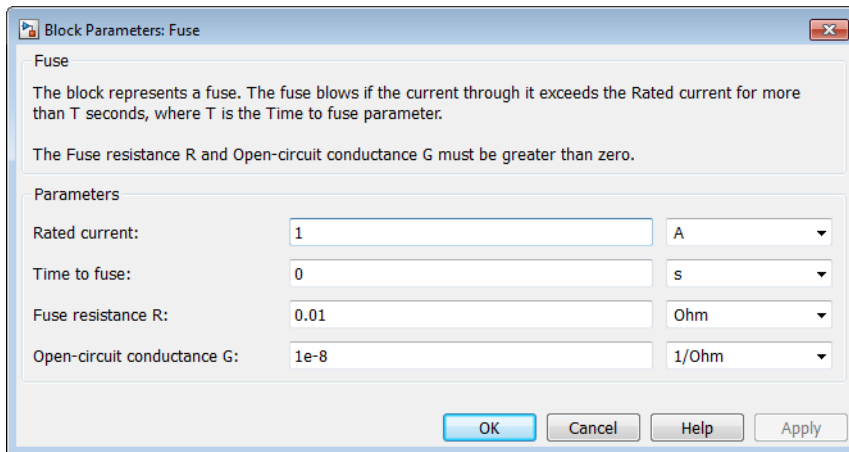 Block Parameters: Fuse
Fuse
The block represents a fuse. The fuse blows if the current through it exceeds the Rated current for more
than T seconds, where T is the Time to fuse parameter.
The Fuse resistance R and Open-circuit conductance G must be greater than zero.
Parameters
Rated current: 1 A
Time to fuse: 0 s
Fuse resistance R: 0.01 Ohm
Open-circuit conductance G: 1e-8 1/Ohm
OK Cancel Help Apply